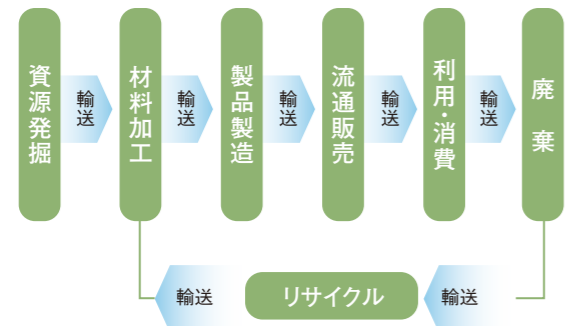 資源発掘
輸送
材料加工
輸送
製品製造
輸送
流通販売
輸送
利用・消費
輸送
廃棄
輸送
リサイクル
輸送